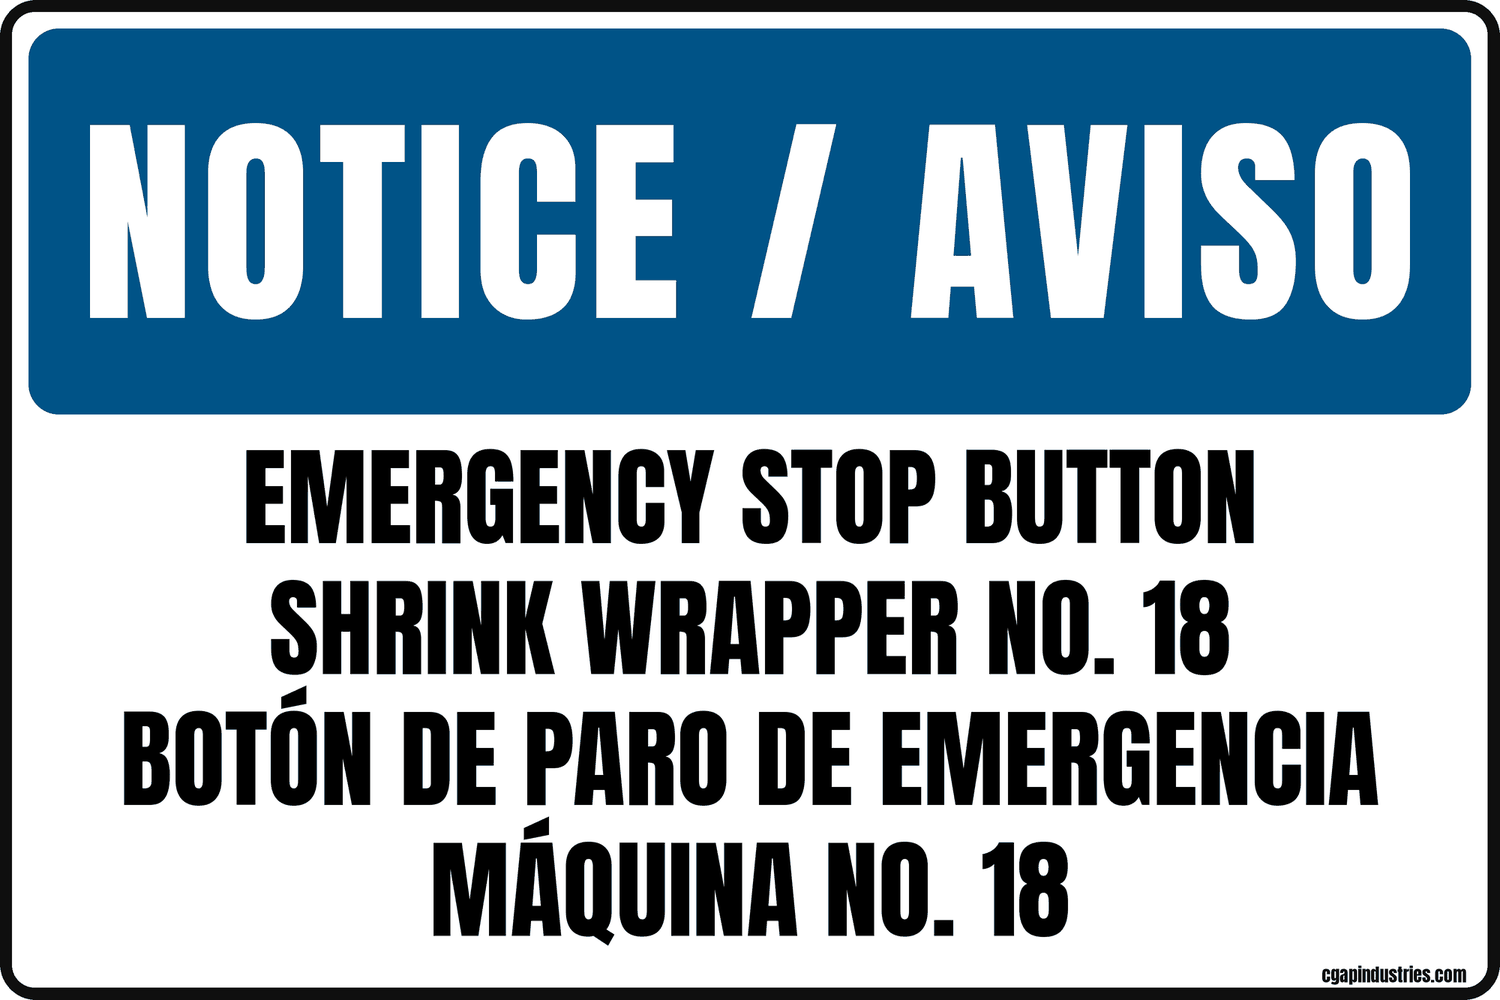 NOTICE / AVISO
EMERGENCY STOP BUTTON
SHRINK WRAPPER NO. 18
BOTÓN DE PARO DE EMERGENCIA
MÁQUINA NO. 18
cgapindustries.com